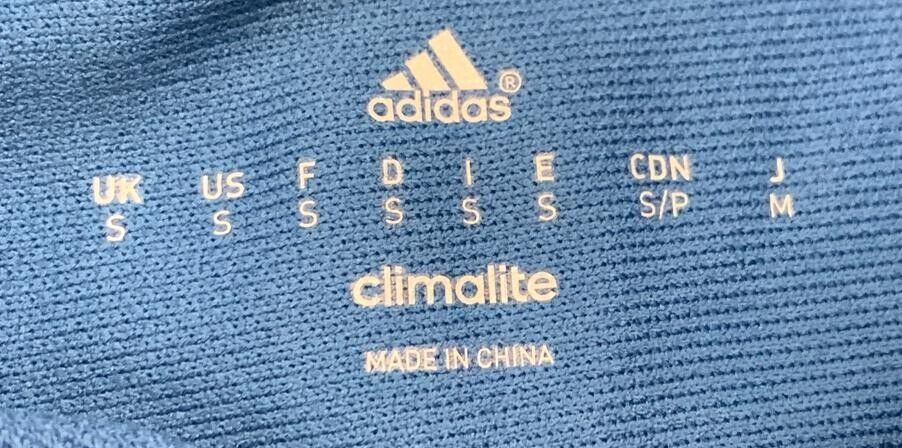 adidas®
UK US F D I E CDN J
S S S S S S S/P M
climalite
MADE IN CHINA